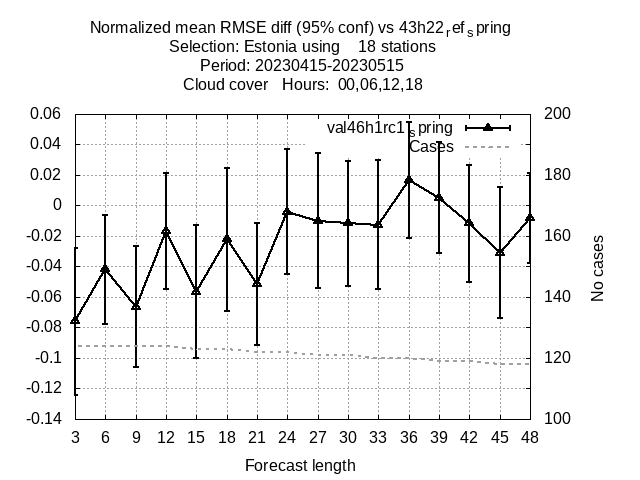 Normalized mean RMSE diff (95% conf) vs 43h22refspring
Selection: Estonia using 18 stations
Period: 20230415-20230515
Cloud cover Hours: 00,06,12,18
0.06 200
val46h1rc1spring
0.04
Cases
0.02 180
0
-0.02 160
-0.04
-0.06 140
-0.08
-0.1 120
-0.12
-0.14 100
No cases
3 6 9 12 15 18 21 24 27 30 33 36 39 42 45 48
Forecast length